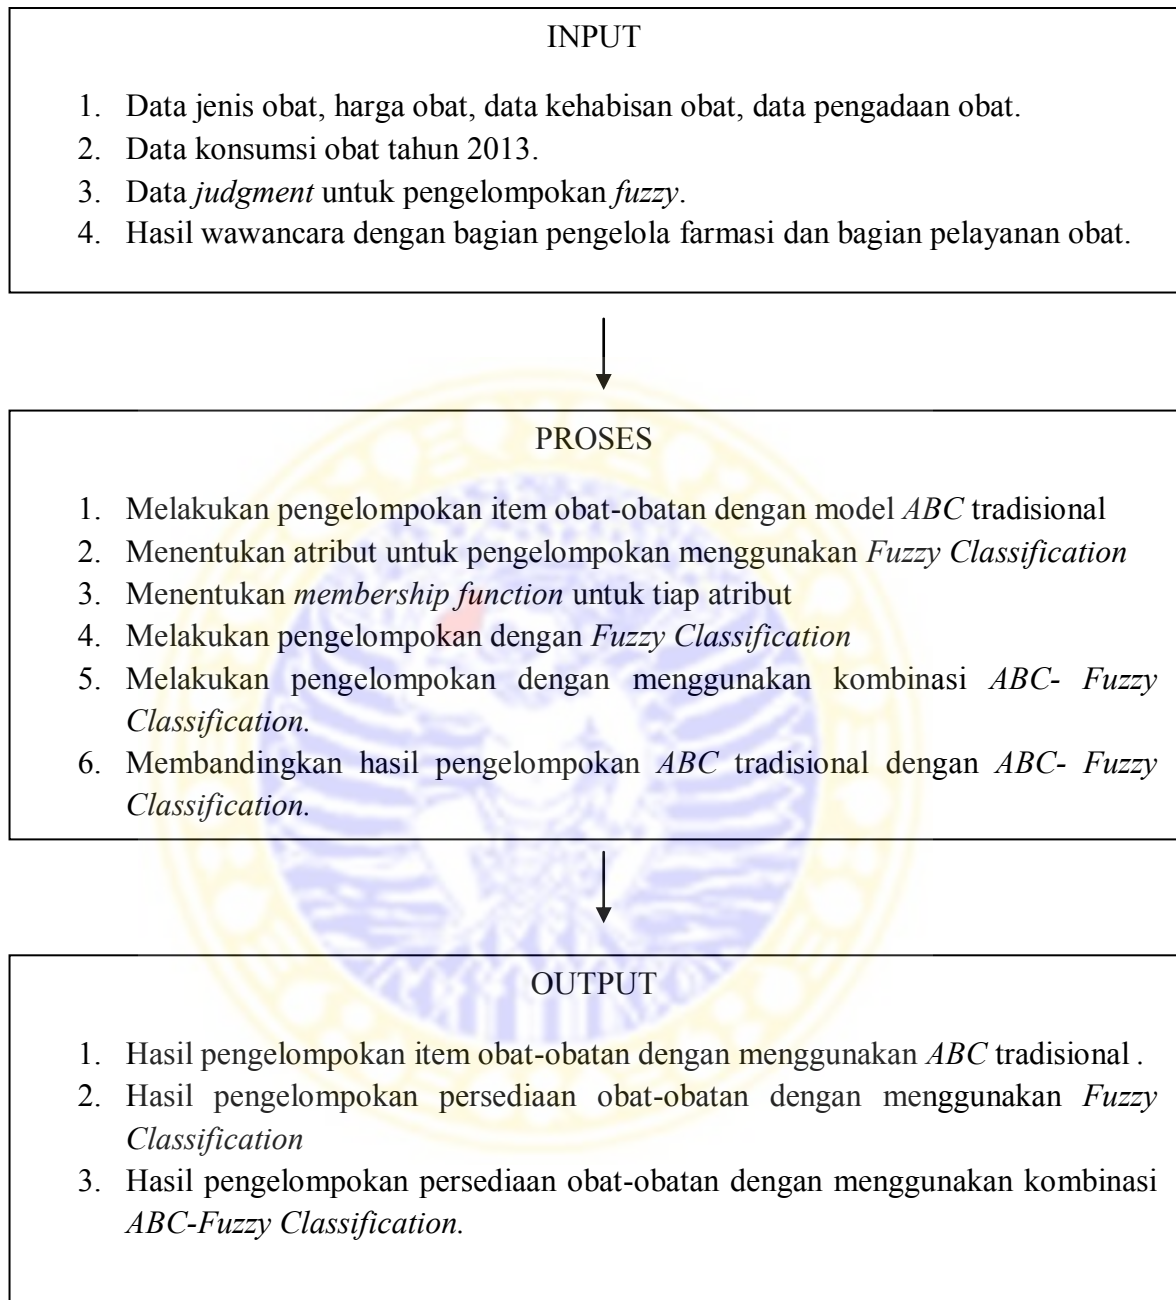 INPUT
1. Data jenis obat, harga obat, data kehabisan obat, data pengadaan obat.
2. Data konsumsi obat tahun 2013.
3. Data judgment untuk pengelompokan fuzzy.
4. Hasil wawancara dengan bagian pengelola farmasi dan bagian pelayanan obat.
PROSES
1. Melakukan pengelompokan item obat-obatan dengan model ABC tradisional
2. Menentukan atribut untuk pengelompokan menggunakan Fuzzy Classification
3. Menentukan membership function untuk tiap atribut
4. Melakukan pengelompokan dengan Fuzzy Classification
5. Melakukan pengelompokan dengan menggunakan kombinasi ABC- Fuzzy
Classification.
6. Membandingkan hasil pengelompokan ABC tradisional dengan ABC- Fuzzy
Classification.
OUTPUT
1. Hasil pengelompokan item obat-obatan dengan menggunakan ABC tradisional .
2. Hasil pengelompokan persediaan obat-obatan dengan menggunakan Fuzzy
Classification
3. Hasil pengelompokan persediaan obat-obatan dengan menggunakan kombinasi
ABC-Fuzzy Classification.